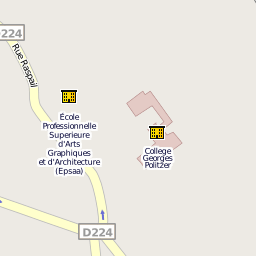 D224
Rue Raspail
École
Professionnelle
Superieure
d'Arts
Graphiques
et d'Architecture
(Epsaa)
College
Georges
Politzer
D224